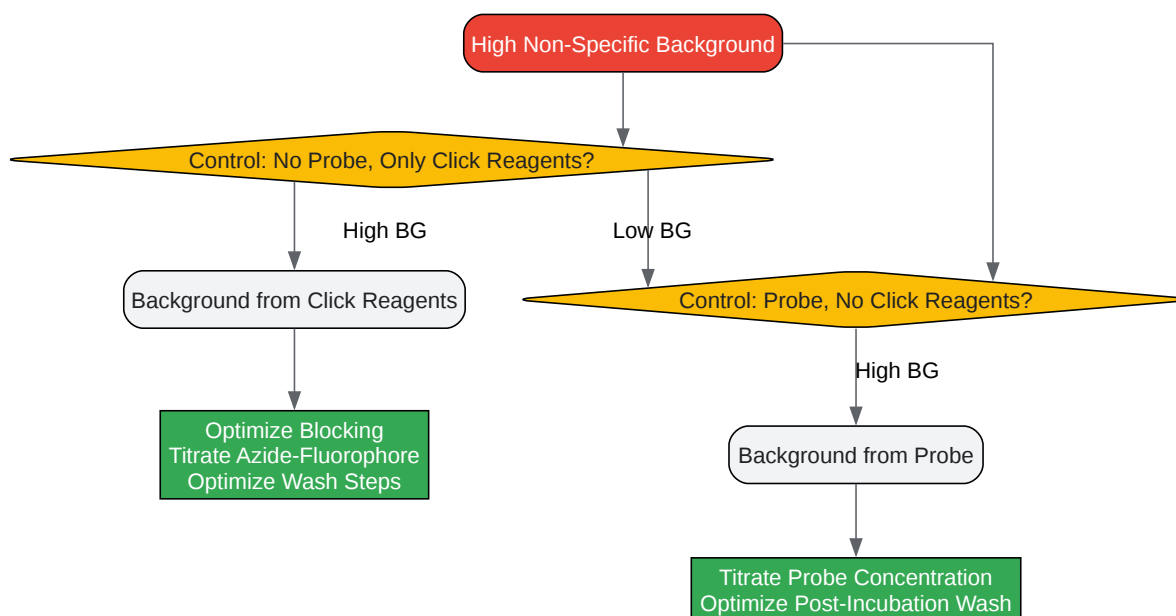 High Non-Specific Background
Control: No Probe, Only Click Reagents?
High BG
Low BG
Background from Click Reagents
Control: Probe, No Click Reagents?
High BG
Optimize Blocking
Titrate Azide-Fluorophore
Optimize Wash Steps
Background from Probe
Titrate Probe Concentration
Optimize Post-Incubation Wash